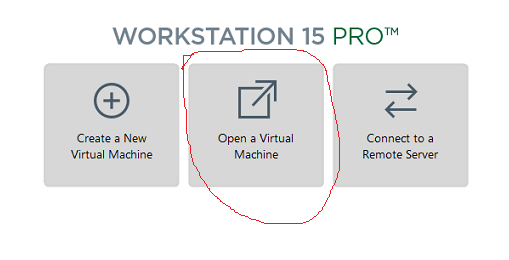 WORKSTATION 15 PRO™
Create a New
Virtual Machine
Open a Virtual
Machine
Connect to a
Remote Server